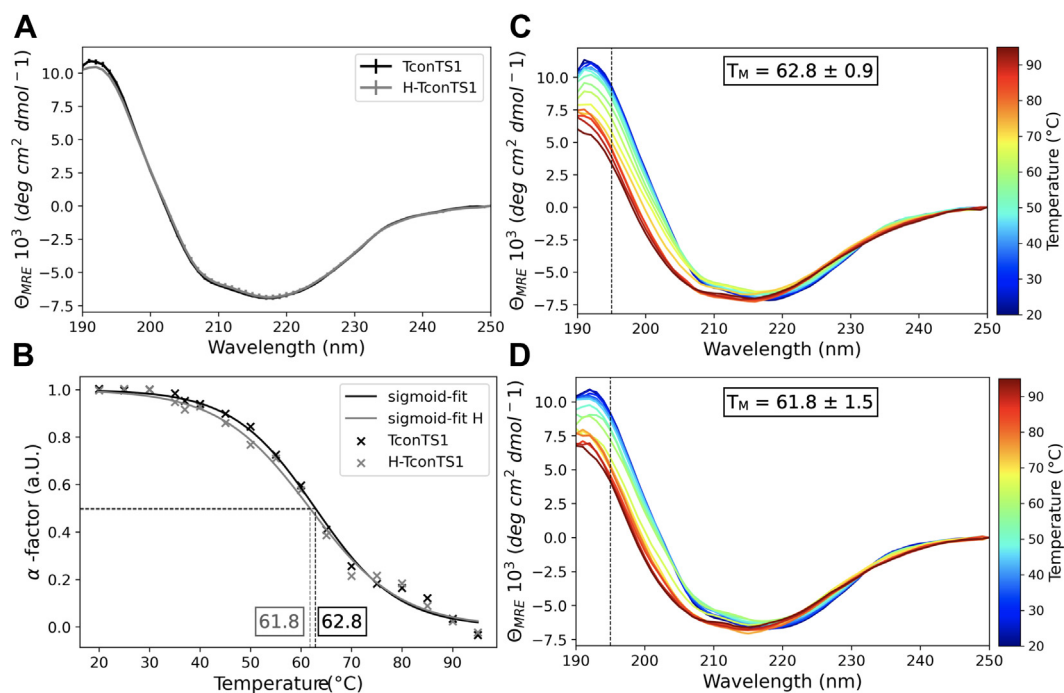 A
Θ_MRE 10³ (deg cm² dmol⁻¹)
10.0
7.5
5.0
2.5
0.0
−2.5
−5.0
−7.5
TconTS1
H-TconTS1
190 200 210 220 230 240 250
Wavelength (nm)
B
α -factor (a.U.)
1.0
0.8
0.6
0.4
0.2
0.0
sigmoid-fit
sigmoid-fit H
TconTS1
H-TconTS1
61.8
62.8
20 30 40 50 60 70 80 90
Temperature(°C)
C
Θ_MRE 10³ (deg cm² dmol−1)
10.0
7.5
5.0
2.5
0.0
−2.5
−5.0
−7.5
T_M = 62.8 ± 0.9
190 200 210 220 230 240 250
Wavelength (nm)
90
80
70
60
50
40
30
20
Temperature (°C)
D
Θ_MRE 10³ (deg cm² dmol−1)
10.0
7.5
5.0
2.5
0.0
−2.5
−5.0
−7.5
T_M = 61.8 ± 1.5
190 200 210 220 230 240 250
Wavelength (nm)
90
80
70
60
50
40
30
20
Temperature (°C)